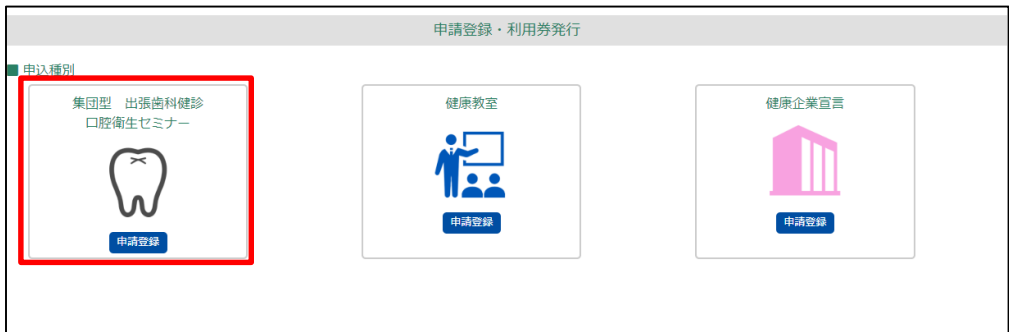 申請登録・利用券発行
申込種別
集団型　出張歯科健診
口腔衛生セミナー
申請登録
健康教室
申請登録
健康企業宣言
申請登録